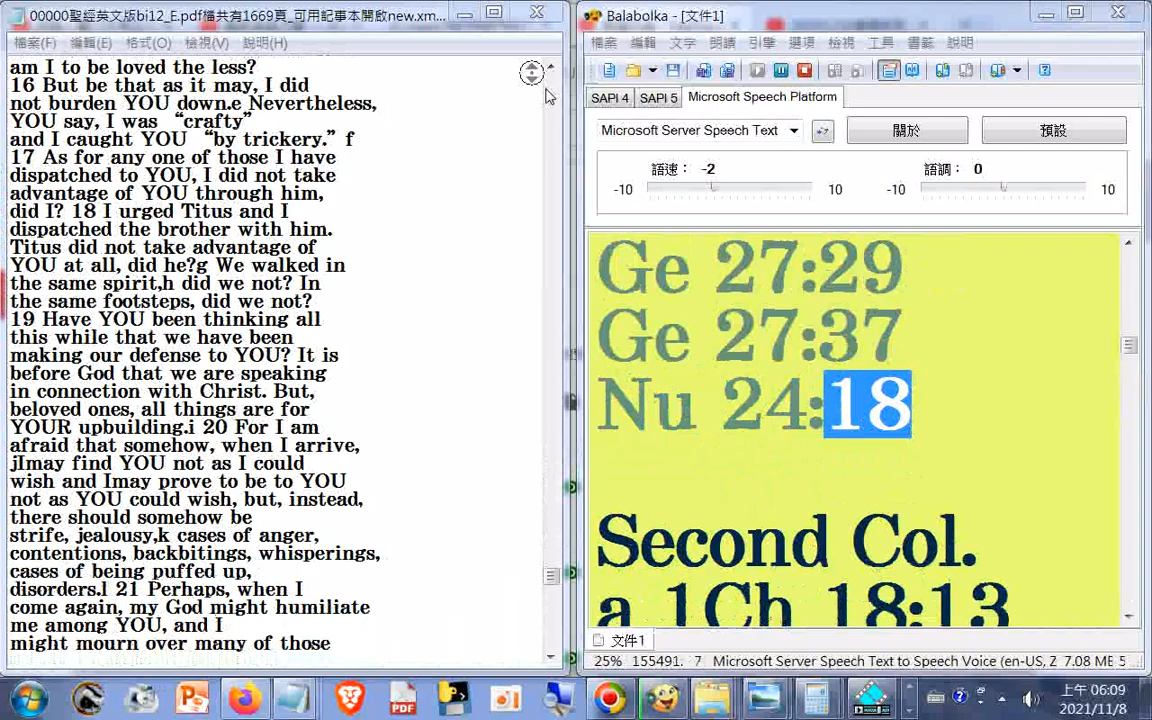 00000聖經英文版bi12_E.pdf檔共有1669頁_可用記事本開啟new.xm...
檔案(F) 編輯(E) 格式(O) 檢視(V) 說明(H)
am I to be loved the less?
16 But be that as it may, I did
not burden YOU down.e Nevertheless,
YOU say, I was “crafty”
and I caught YOU “by trickery.” f
17 As for any one of those I have
dispatched to YOU, I did not take
advantage of YOU through him,
did I? 18 I urged Titus and I
dispatched the brother with him.
Titus did not take advantage of
YOU at all, did he?g We walked in
the same spirit,h did we not? In
the same footsteps, did we not?
19 Have YOU been thinking all
this while that we have been
making our defense to YOU? It is
before God that we are speaking
in connection with Christ. But,
beloved ones, all things are for
YOUR upbuilding.i 20 For I am
afraid that somehow, when I arrive,
jImay find YOU not as I could
wish and Imay prove to be to YOU
not as YOU could wish, but, instead,
there should somehow be
strife, jealousy,k cases of anger,
contentions, backbitings, whisperings,
cases of being puffed up,
disorders.l 21 Perhaps, when I
come again, my God might humiliate
me among YOU, and I
might mourn over many of those
Balabolka - [文件1]
檔案 編輯 文字 朗讀 引擎 選項 檢視 工具 書籤 說明
SAPI 4 SAPI 5 Microsoft Speech Platform
Microsoft Server Speech Text 關於 預設
語速: -2 語調: 0
-10 10 -10 10
Ge 27:29
Ge 27:37
Nu 24:18
Second Col.
a 1Ch 18:13
文件1
25% 155491. 7 Microsoft Server Speech Text to Speech Voice (en-US, Z 7.08 MB 5
上午 06:09
2021/11/8